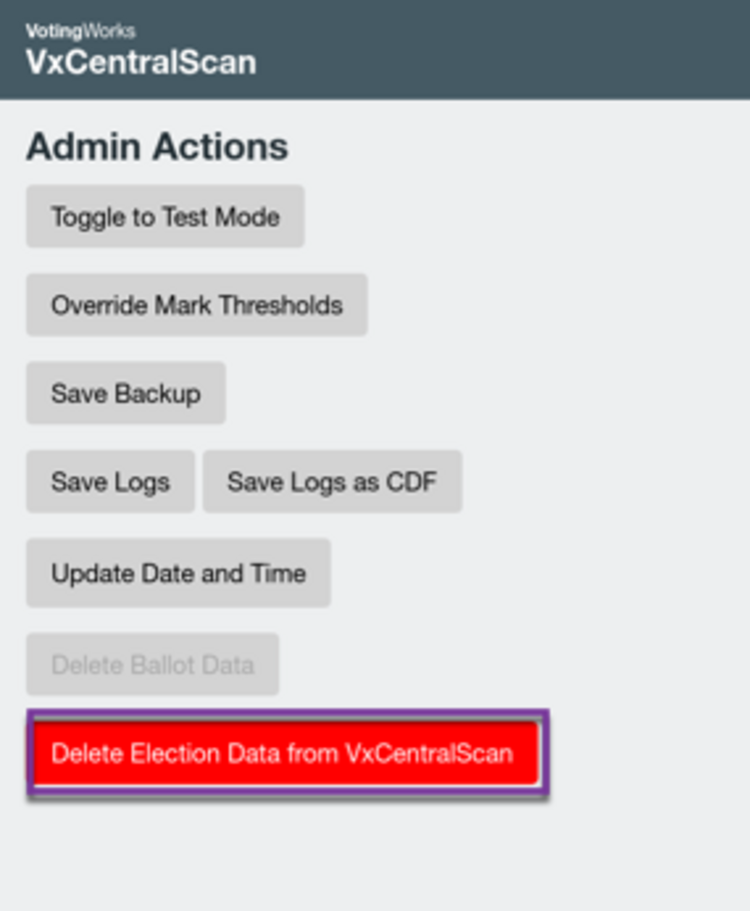 VotingWorks
VxCentralScan
Admin Actions
Toggle to Test Mode
Override Mark Thresholds
Save Backup
Save Logs Save Logs as CDF
Update Date and Time
Delete Ballot Data
Delete Election Data from VxCentralScan